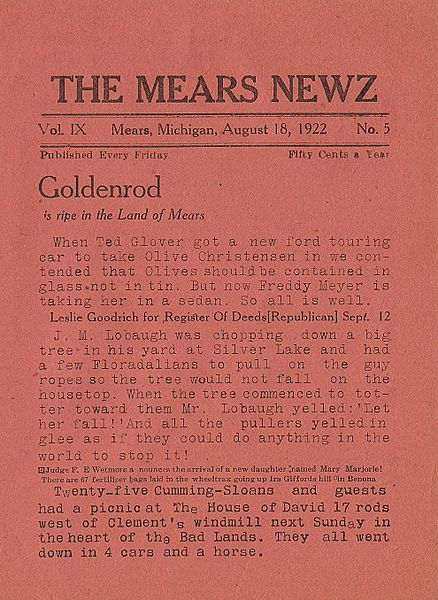 THE MEARS NEWZ
Vol. IX Mears, Michigan, August 18, 1922 No. 5
Published Every Friday Fifty Cents a Year
Goldenrod
is ripe in the Land of Mears
When Ted Glover got a new ford touring
car to take Olive Christensen in we con-
tended that Olives should be contained in
glass not in tin. But now Freddy Meyer is
taking her in a sedan. So all is well.
Leslie Goodrich for Register Of Deeds[Republican] Sept. 12
J. M. Lobaugh was chopping down a big
tree in his yard at Silver Lake and had
a few Floradalians to pull on the guy
ropes so the tree would not fall on the
housetop. When the tree commenced to tot-
ter toward them Mr. Lobaugh yelled:'Let
her fall!'And all the pullers yelled in
glee as if they could do anything in the
world to stop it!
Judge F. E Wetmore a nounces the arrival of a new daughter named Mary Marjorie!
There are 67 fertilizer bags laid in the wheeltrax going up Ira Giffords hill in Benona
Twenty-five Cumming-Sloans and guests
had a picnic at The House of David 17 rods
west of Clement's windmill next Sunday in
the heart of the Bad Lands. They all went
down in 4 cars and a horse.